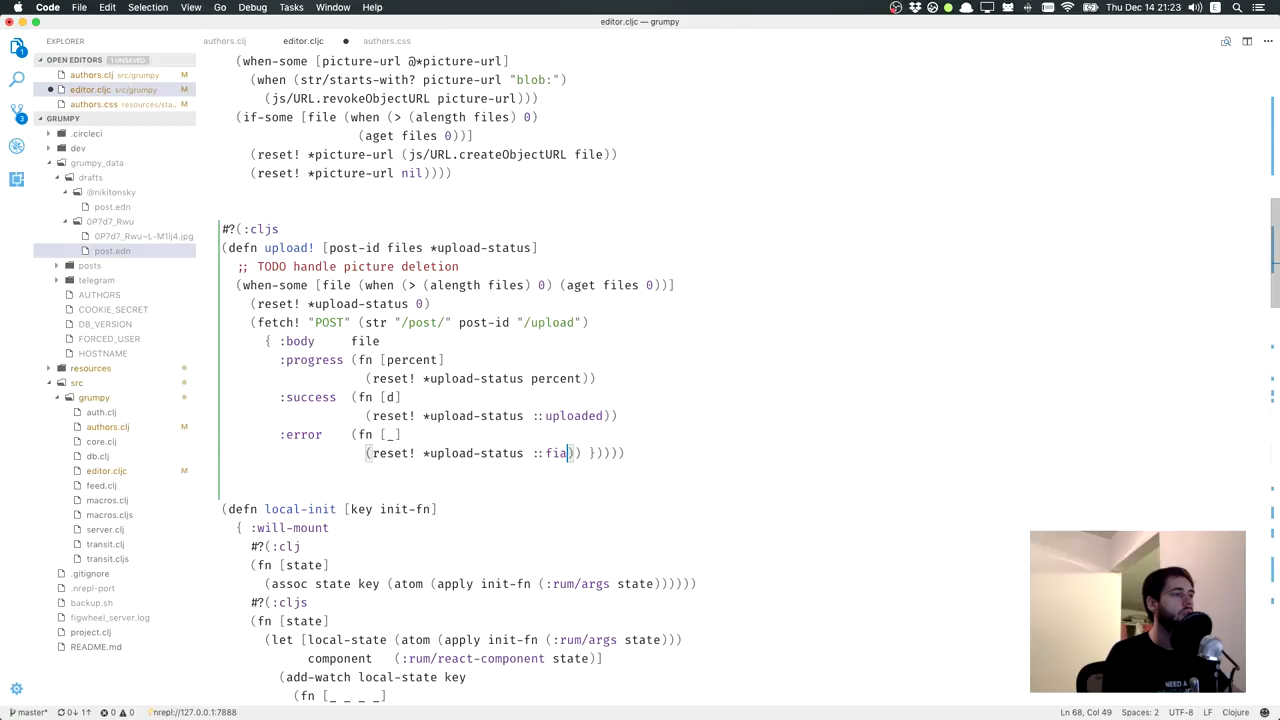 Code File Edit Selection View Go Debug Tasks Window Help
Thu 14 Dec 21:23
editor.cljc — grumpy
EXPLORER
authors.clj editor.cljc authors.css
OPEN EDITORS 1 UNSAVED
authors.clj src/grumpy M
editor.cljc src/grumpy M
authors.css resources/sta... M
GRUMPY
.circleci
dev
grumpy_data
drafts
@nikitonsky
post.edn
0P7d7_Rwu
0P7d7_Rwu~L-M1lj4.jpg
post.edn
posts
telegram
AUTHORS
COOKIE_SECRET
DB_VERSION
FORCED_USER
HOSTNAME
resources
src
grumpy
auth.clj
authors.clj M
core.clj
db.clj
editor.cljc M
feed.clj
macros.clj
macros.cljs
server.clj
transit.clj
transit.cljs
.gitignore
.nrepl-port
backup.sh
figwheel_server.log
project.clj
README.md
(when-some [picture-url @*picture-url]
(when (str/starts-with? picture-url "blob:")
(js/URL.revokeObjectURL picture-url)))
(if-some [file (when (> (alength files) 0)
(aget files 0))]
(reset! *picture-url (js/URL.createObjectURL file))
(reset! *picture-url nil))))
#?(:cljs
(defn upload! [post-id files *upload-status]
;; TODO handle picture deletion
(when-some [file (when (> (alength files) 0) (aget files 0))]
(reset! *upload-status 0)
(fetch! "POST" (str "/post/" post-id "/upload")
{ :body file
:progress (fn [percent]
(reset! *upload-status percent))
:success (fn [d]
(reset! *upload-status ::uploaded))
:error (fn [_]
(reset! *upload-status ::fia)) }))))
(defn local-init [key init-fn]
{ :will-mount
#?(:clj
(fn [state]
(assoc state key (atom (apply init-fn (:rum/args state))))))
#?(:cljs
(fn [state]
(let [local-state (atom (apply init-fn (:rum/args state)))
component (:rum/react-component state)]
(add-watch local-state key
(fn [_ _ _ _]
NEED A
master* 0↓ 1↑ 0 0 nrepl://127.0.0.1:7888
Ln 68, Col 49 Spaces: 2 UTF-8 LF Clojure